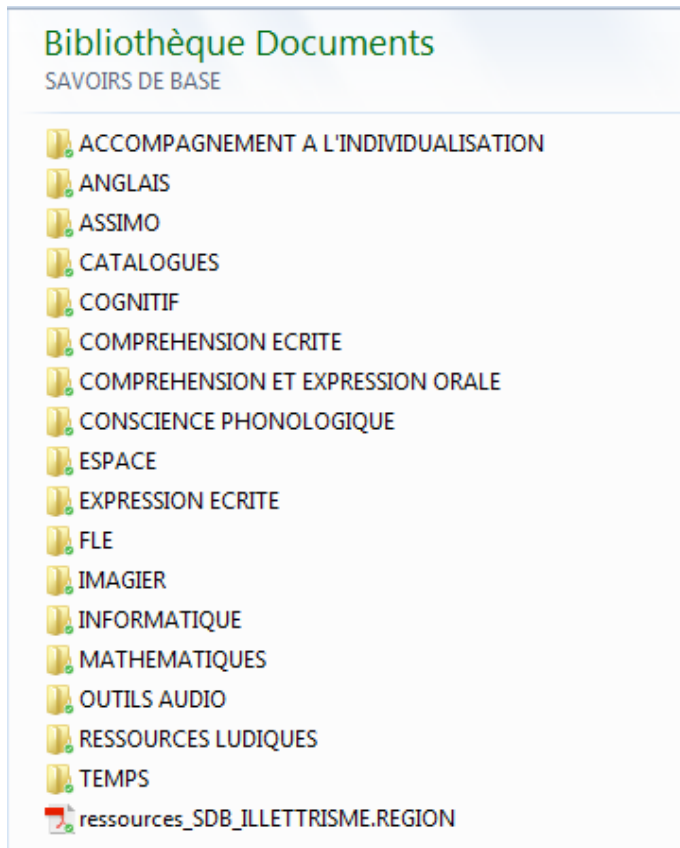 Bibliothèque Documents
SAVOIRS DE BASE
ACCOMPAGNEMENT A L'INDIVIDUALISATION
ANGLAIS
ASSIMO
CATALOGUES
COGNITIF
COMPREHENSION ECRITE
COMPREHENSION ET EXPRESSION ORALE
CONSCIENCE PHONOLOGIQUE
ESPACE
EXPRESSION ECRITE
FLE
IMAGIER
INFORMATIQUE
MATHEMATIQUES
OUTILS AUDIO
RESSOURCES LUDIQUES
TEMPS
ressources_SDB_ILLETTRISME.REGION